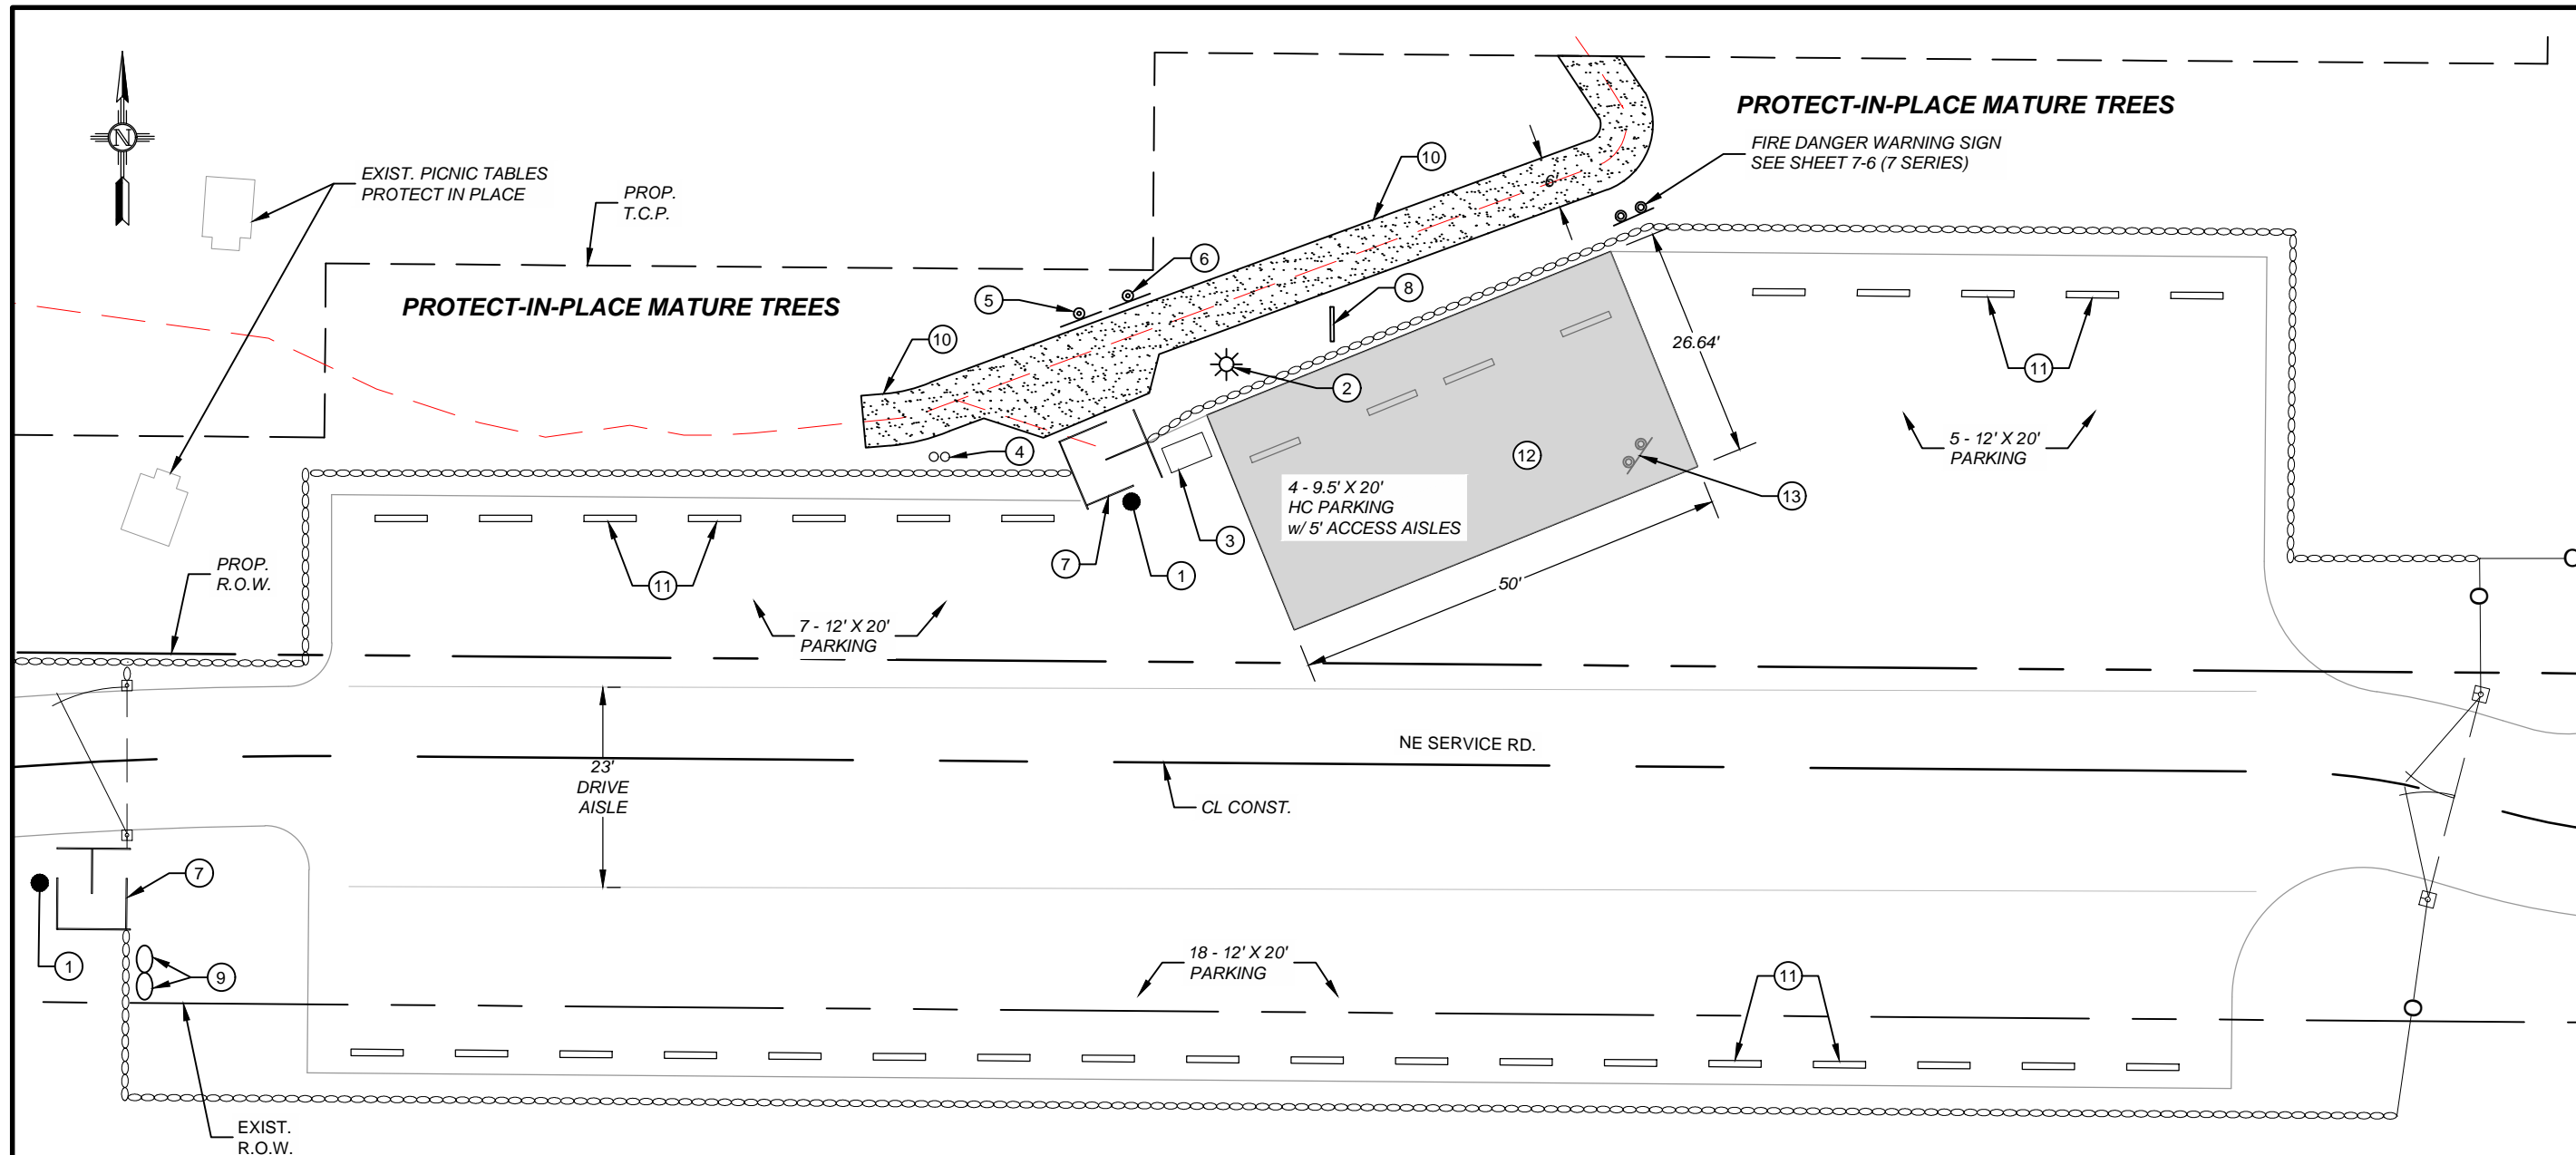 N
EXIST. PICNIC TABLES
PROTECT IN PLACE
PROP.
T.C.P.
PROTECT-IN-PLACE MATURE TREES
FIRE DANGER WARNING SIGN
SEE SHEET 7-6 (7 SERIES)
10
6'
6
5
8
PROTECT-IN-PLACE MATURE TREES
10
2
26.64'
11
4
12
5 - 12' X 20'
PARKING
13
4 - 9.5' X 20'
HC PARKING
w/ 5' ACCESS AISLES
3
7
1
11
50'
PROP.
R.O.W.
7 - 12' X 20'
PARKING
NE SERVICE RD.
23'
DRIVE
AISLE
CL CONST.
7
1
9
18 - 12' X 20'
PARKING
11
EXIST.
R.O.W.